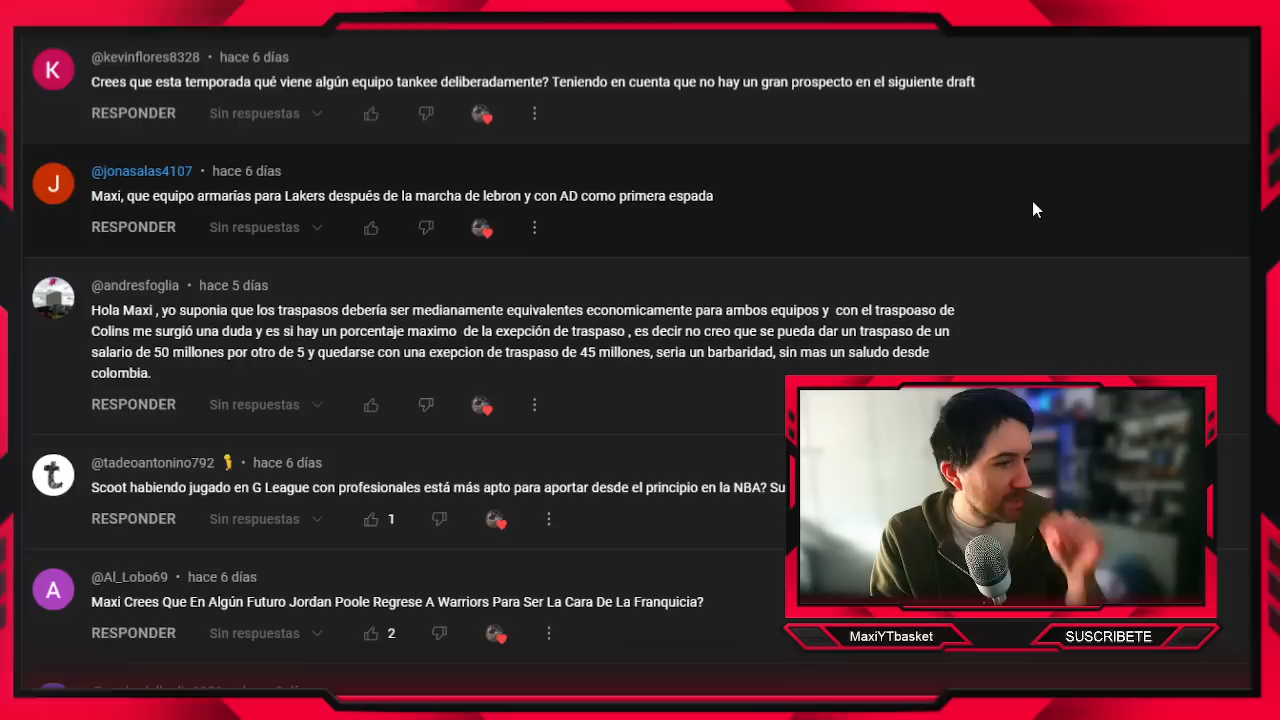 K
@kevinflores8328 • hace 6 días
Crees que esta temporada qué viene algún equipo tankee deliberadamente? Teniendo en cuenta que no hay un gran prospecto en el siguiente draft
RESPONDER Sin respuestas
J
@jonasalas4107 • hace 6 días
Maxi, que equipo armarías para Lakers después de la marcha de lebron y con AD como primera espada
RESPONDER Sin respuestas
@andresfoglia • hace 5 días
Hola Maxi , yo suponia que los traspasos debería ser medianamente equivalentes economicamente para ambos equipos y con el traspoaso de
Colins me surgió una duda y es si hay un porcentaje maximo de la exepción de traspaso , es decir no creo que se pueda dar un traspaso de un
salario de 50 millones por otro de 5 y quedarse con una exepcion de traspaso de 45 millones, seria un barbaridad, sin mas un saludo desde
colombia.
RESPONDER Sin respuestas
t
@tadeoantonino792 • hace 6 días
Scoot habiendo jugado en G League con profesionales está más apto para aportar desde el principio en la NBA? Su
RESPONDER Sin respuestas 1
A
@Al_Lobo69 • hace 6 días
Maxi Crees Que En Algún Futuro Jordan Poole Regrese A Warriors Para Ser La Cara De La Franquicia?
RESPONDER Sin respuestas 2
MaxiYTbasket SUSCRIBETE